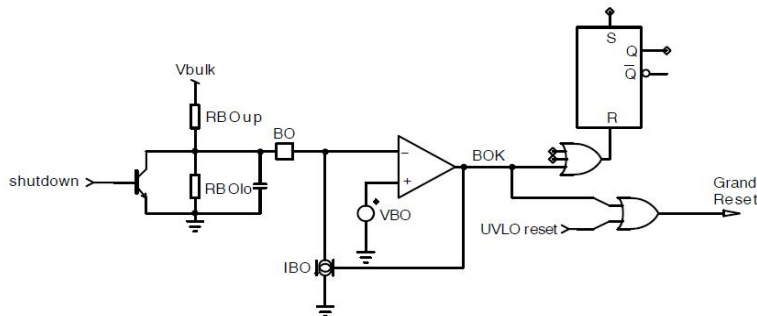 S
Q
Q
R
Vbulk
RBOup
BO
shutdown
RBOlo
−
+
VBO
BOK
IBO
UVLO reset
Grand
Reset